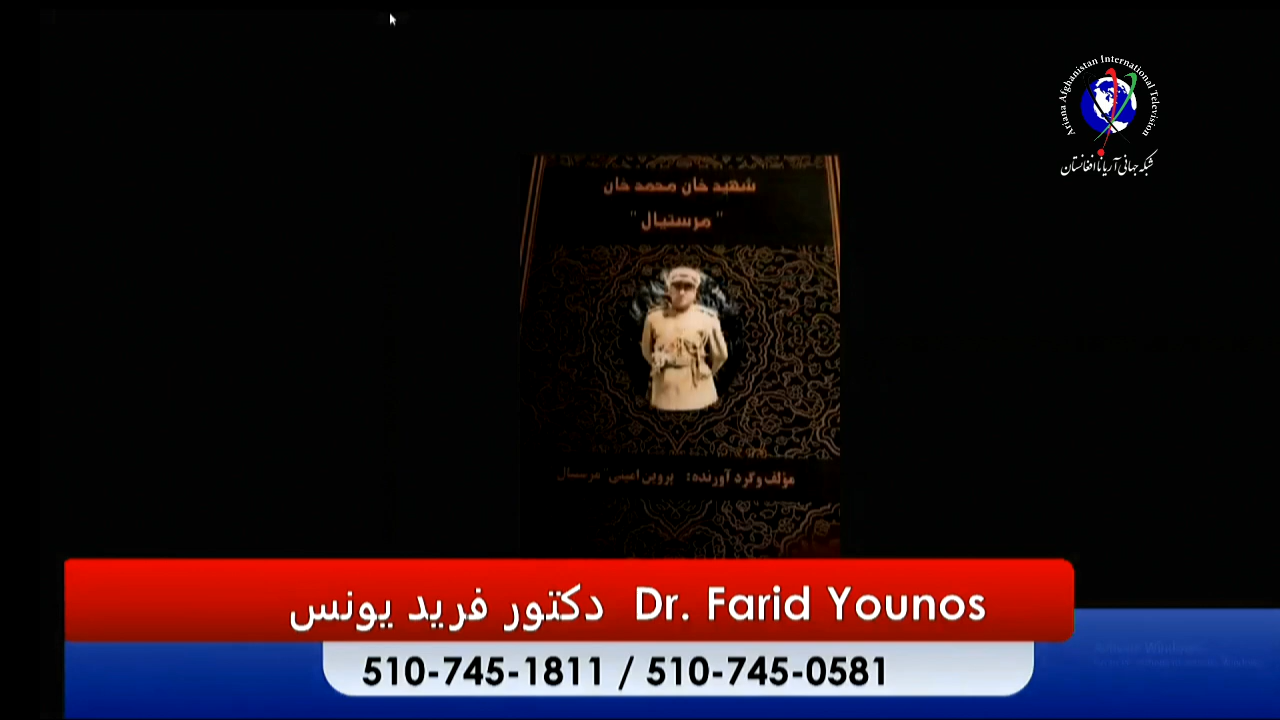 Ariana Afghanistan International Television
شبکه جهانی آریانا افغانستان
شهید خان محمد خان
"مرستیال"
مؤلف و گرد آورنده: پروین امینی "مرستیال"
دکتور فرید یونس Dr. Farid Younos
510-745-1811 / 510-745-0581